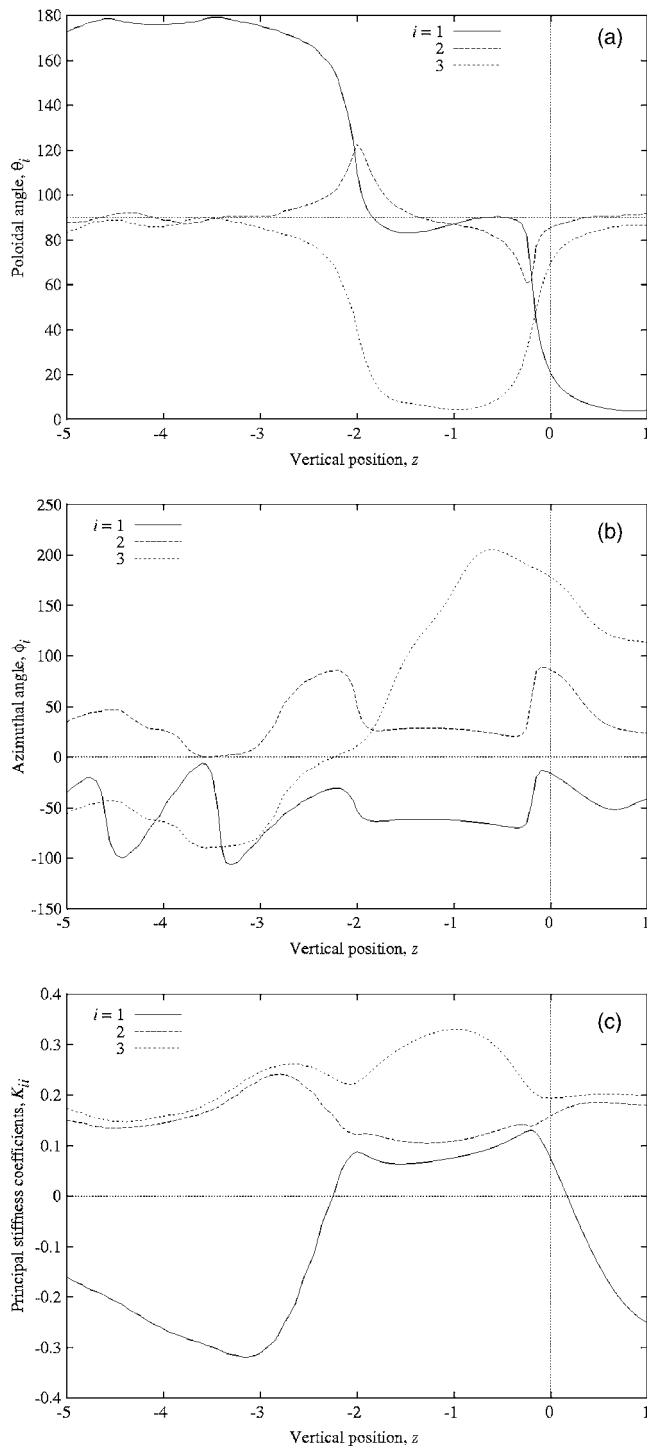 (a)
i = 1
2
3
180
160
140
120
100
80
60
40
20
0
Poloidal angle, θi
-5 -4 -3 -2 -1 0 1
Vertical position, z
(b)
i = 1
2
3
250
200
150
100
50
0
-50
-100
-150
Azimuthal angle, ϕi
-5 -4 -3 -2 -1 0 1
Vertical position, z
(c)
i = 1
2
3
0.4
0.3
0.2
0.1
0
-0.1
-0.2
-0.3
-0.4
Principal stiffness coefficients, Kii
-5 -4 -3 -2 -1 0 1
Vertical position, z